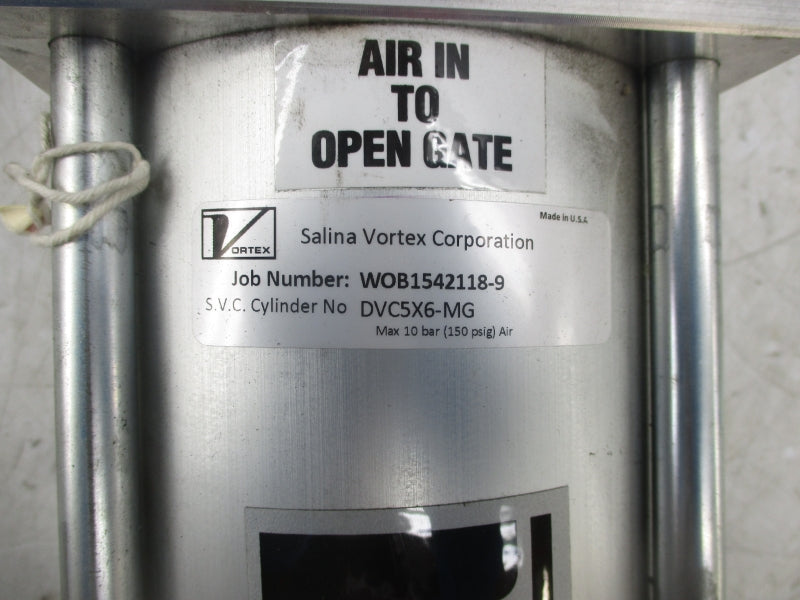 AIR IN
TO
OPEN GATE
Made in U.S.A
VORTEX
Salina Vortex Corporation
Job Number: WOB1542118-9
S.V.C. Cylinder No DVC5X6-MG
Max 10 bar (150 psig) Air